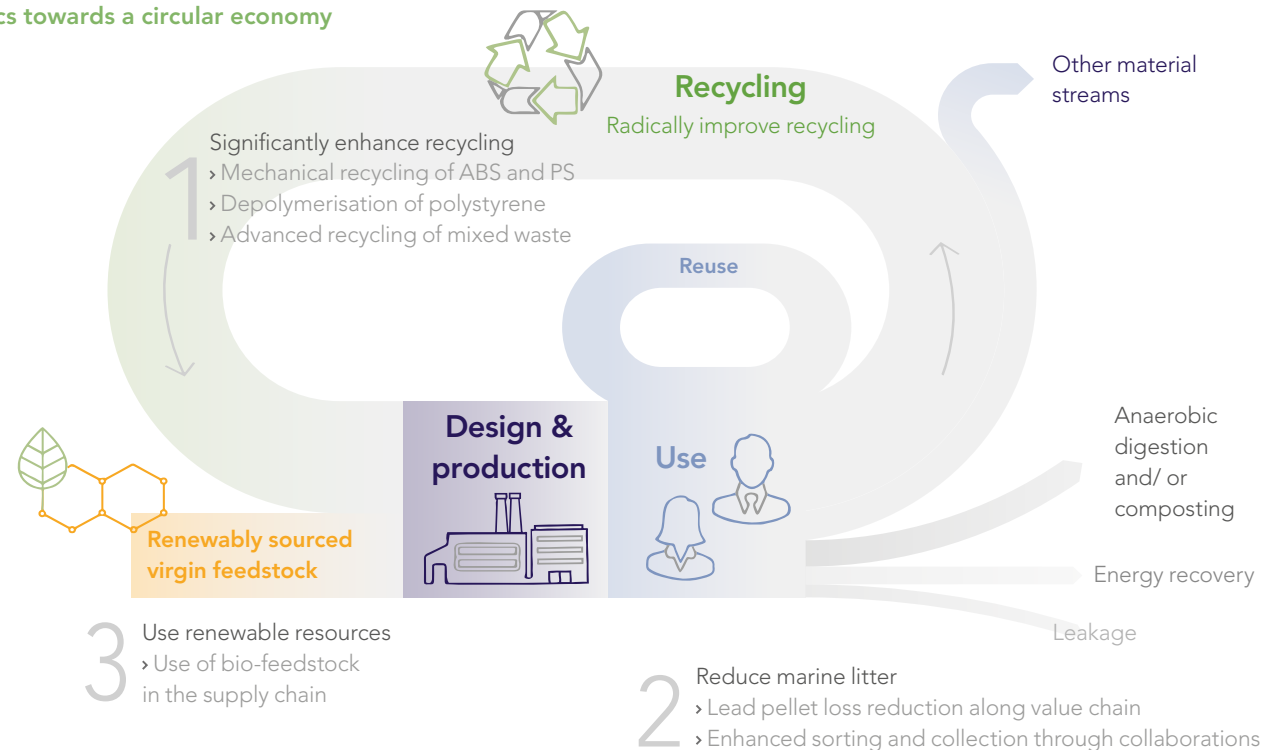 towards a circular economy
Recycling
Radically improve recycling
Other material
streams
1
Significantly enhance recycling
› Mechanical recycling of ABS and PS
› Depolymerisation of polystyrene
› Advanced recycling of mixed waste
Reuse
Design &
production
Use
Renewably sourced
virgin feedstock
Anaerobic
digestion
and/ or
composting
Energy recovery
Leakage
3
Use renewable resources
› Use of bio-feedstock
in the supply chain
2
Reduce marine litter
› Lead pellet loss reduction along value chain
› Enhanced sorting and collection through collaborations